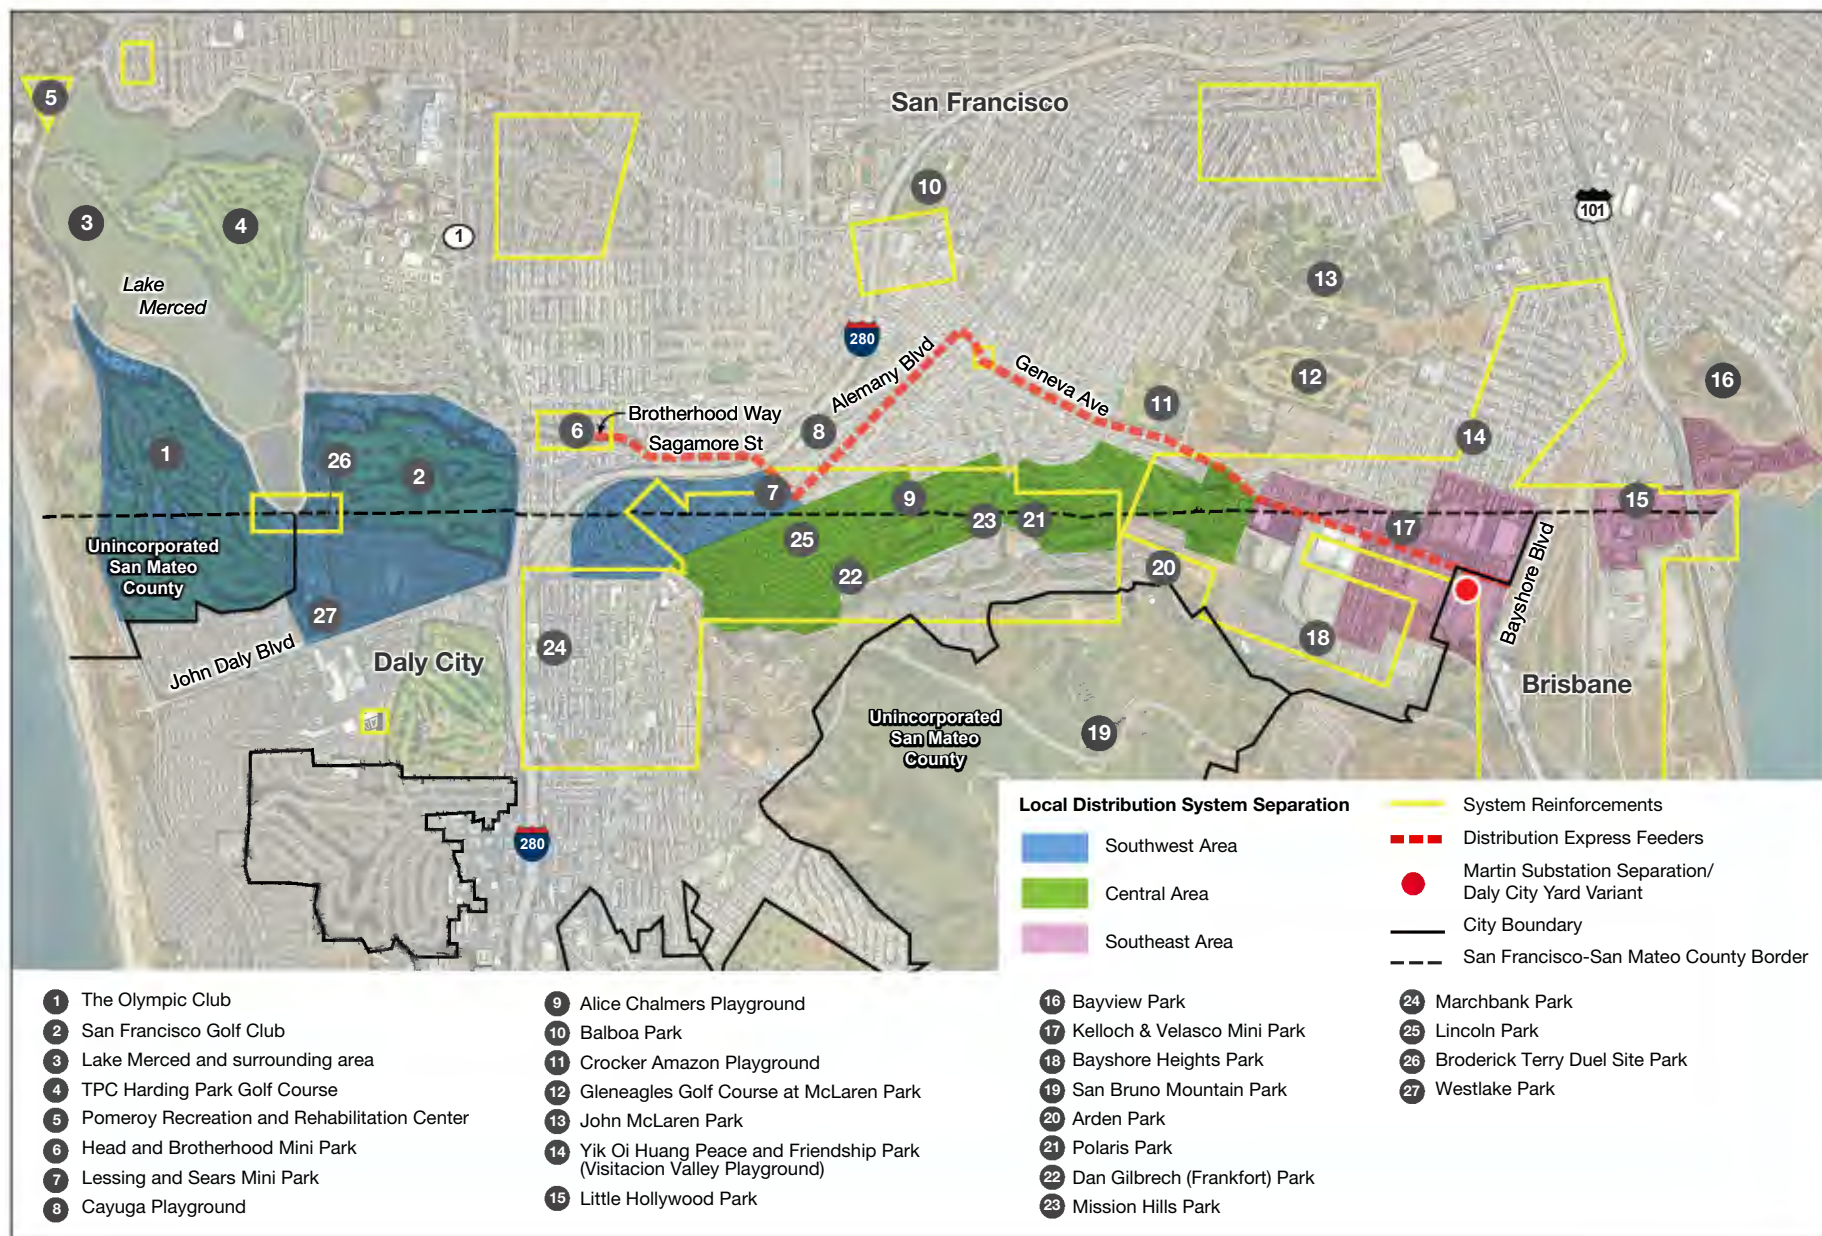 San Francisco
5
10
101
3
4
1
13
Lake
Merced
280
Alemany Blvd
Geneva Ave
12
16
11
Brotherhood Way
6
8
Sagamore St
14
1
26
2
7
9
15
23
21
17
Unincorporated
San Mateo
County
25
20
22
Bayshore Blvd
27
18
24
John Daly Blvd
Daly City
Brisbane
Unincorporated
San Mateo
County
19
280
Local Distribution System Separation
Southwest Area
Central Area
Southeast Area
System Reinforcements
Distribution Express Feeders
Martin Substation Separation/
Daly City Yard Variant
City Boundary
San Francisco-San Mateo County Border
1 The Olympic Club
2 San Francisco Golf Club
3 Lake Merced and surrounding area
4 TPC Harding Park Golf Course
5 Pomeroy Recreation and Rehabilitation Center
6 Head and Brotherhood Mini Park
7 Lessing and Sears Mini Park
8 Cayuga Playground
9 Alice Chalmers Playground
10 Balboa Park
11 Crocker Amazon Playground
12 Gleneagles Golf Course at McLaren Park
13 John McLaren Park
14 Yik Oi Huang Peace and Friendship Park
(Visitacion Valley Playground)
15 Little Hollywood Park
16 Bayview Park
17 Kelloch & Velasco Mini Park
18 Bayshore Heights Park
19 San Bruno Mountain Park
20 Arden Park
21 Polaris Park
22 Dan Gilbrech (Frankfort) Park
23 Mission Hills Park
24 Marchbank Park
25 Lincoln Park
26 Broderick Terry Duel Site Park
27 Westlake Park